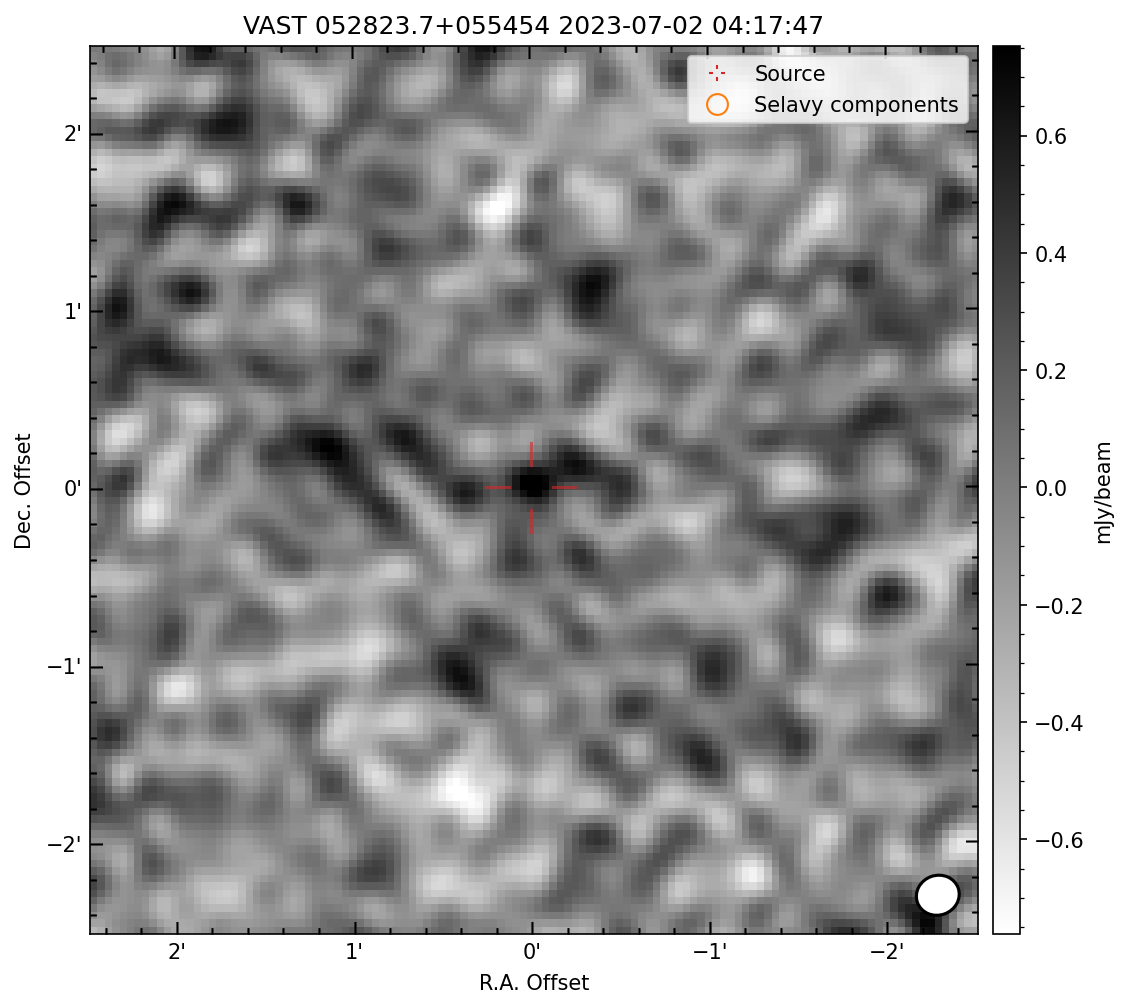 VAST 052823.7+055454 2023-07-02 04:17:47
Source
Selavy components
2'
1'
0'
−1'
−2'
Dec. Offset
2'
1'
0'
−1'
−2'
R.A. Offset
0.6
0.4
0.2
0.0
−0.2
−0.4
−0.6
mJy/beam